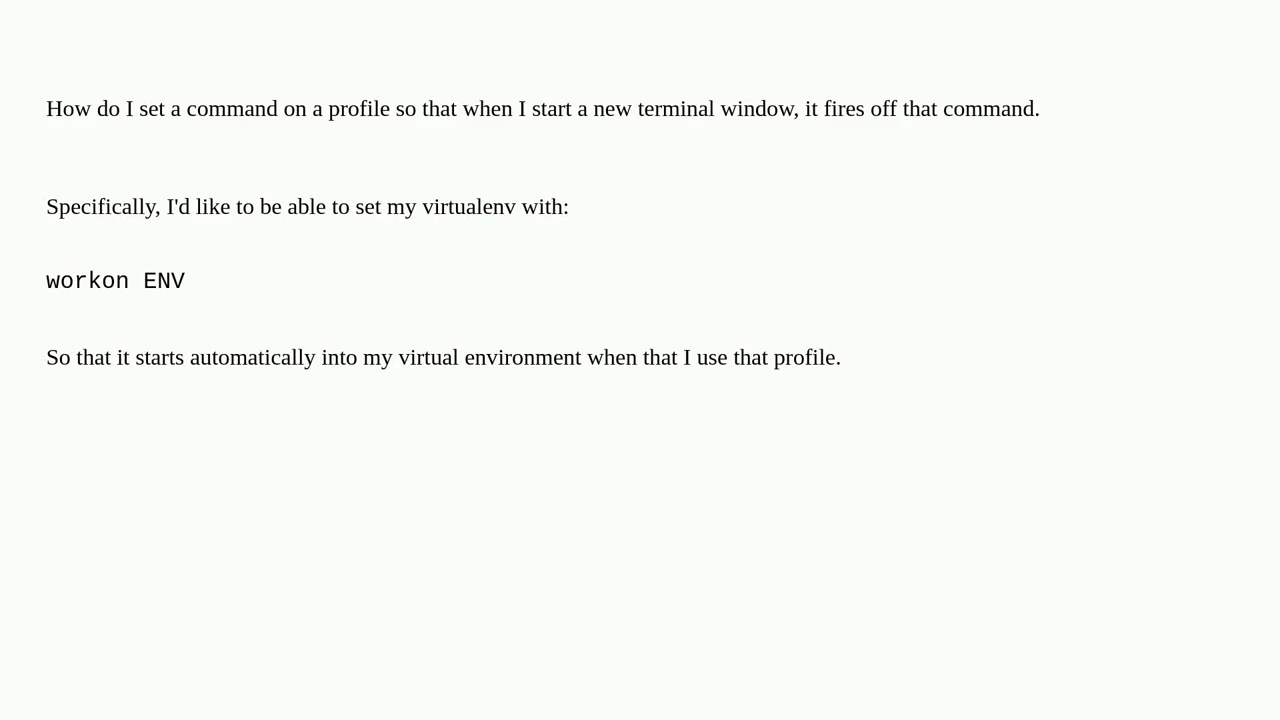 How do I set a command on a profile so that when I start a new terminal window, it fires off that command.
Specifically, I'd like to be able to set my virtualenv with:
workon ENV
So that it starts automatically into my virtual environment when that I use that profile.